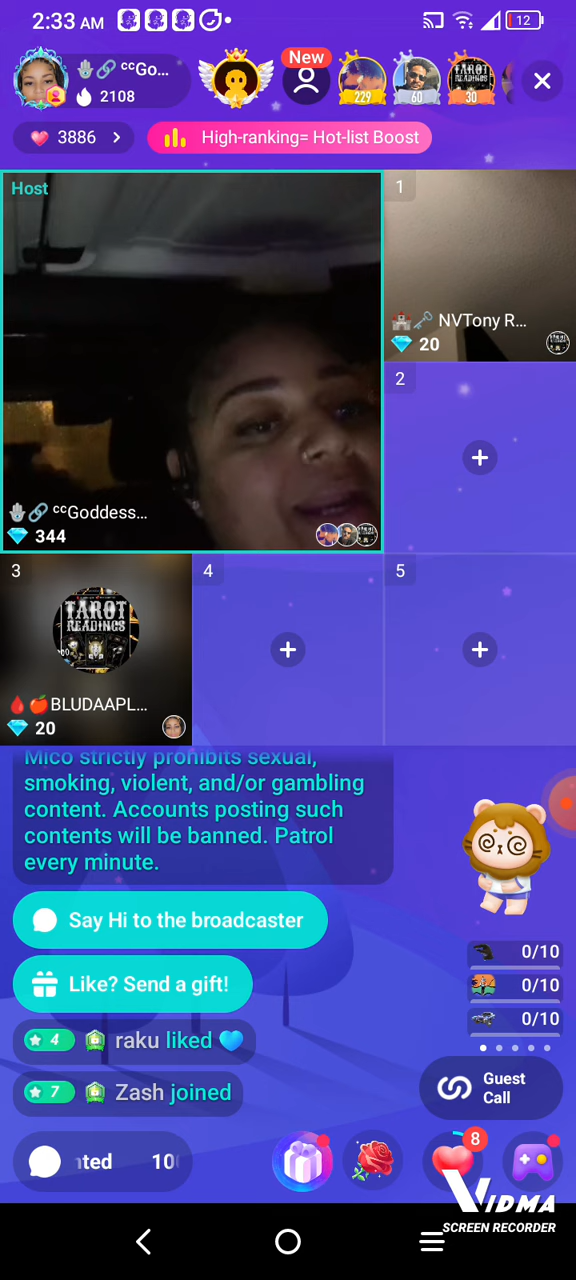 2:33 AM
12
ᶜᶜGo...
2108
New
229
60
30
3886
High-ranking= Hot-list Boost
Host
1
NVTony R...
20
2
ᶜᶜGoddess...
344
3
4
5
TAROT
READINGS
BLUDAAPL...
20
Mico strictly prohibits sexual,
smoking, violent, and/or gambling
content. Accounts posting such
contents will be banned. Patrol
every minute.
Say Hi to the broadcaster
0/10
Like? Send a gift!
0/10
0/10
4 raku liked
7 Zash joined
Guest
Call
nted 10
8
VIDMA
SCREEN RECORDER